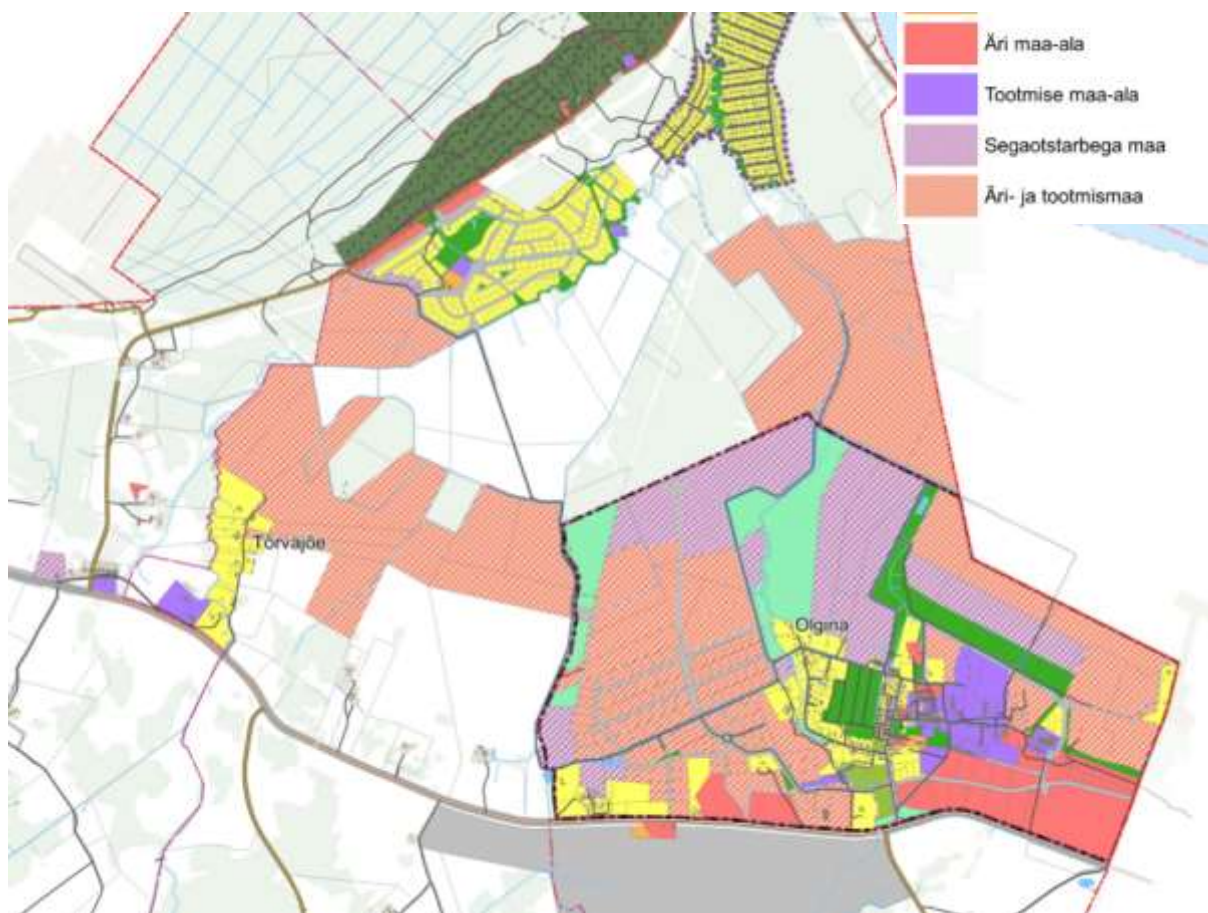 Äri maa-ala
Tootmise maa-ala
Segaotstarbega maa
Äri- ja tootmismaa
Tõrvajõe
Olgina